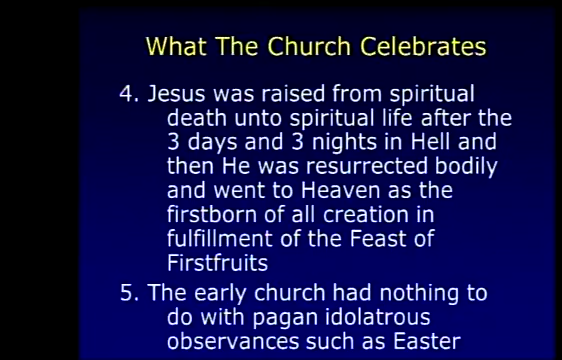 What The Church Celebrates
4. Jesus was raised from spiritual
death unto spiritual life after the
3 days and 3 nights in Hell and
then He was resurrected bodily
and went to Heaven as the
firstborn of all creation in
fulfillment of the Feast of
Firstfruits
5. The early church had nothing to
do with pagan idolatrous
observances such as Easter